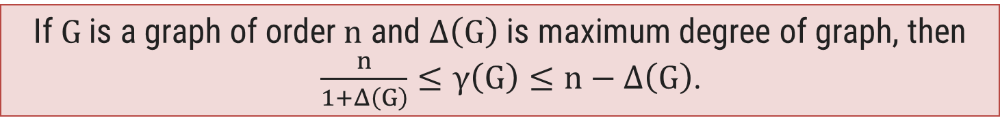 If G is a graph of order n and Δ(G) is maximum degree of graph, then
n/(1+Δ(G)) ≤ γ(G) ≤ n − Δ(G).